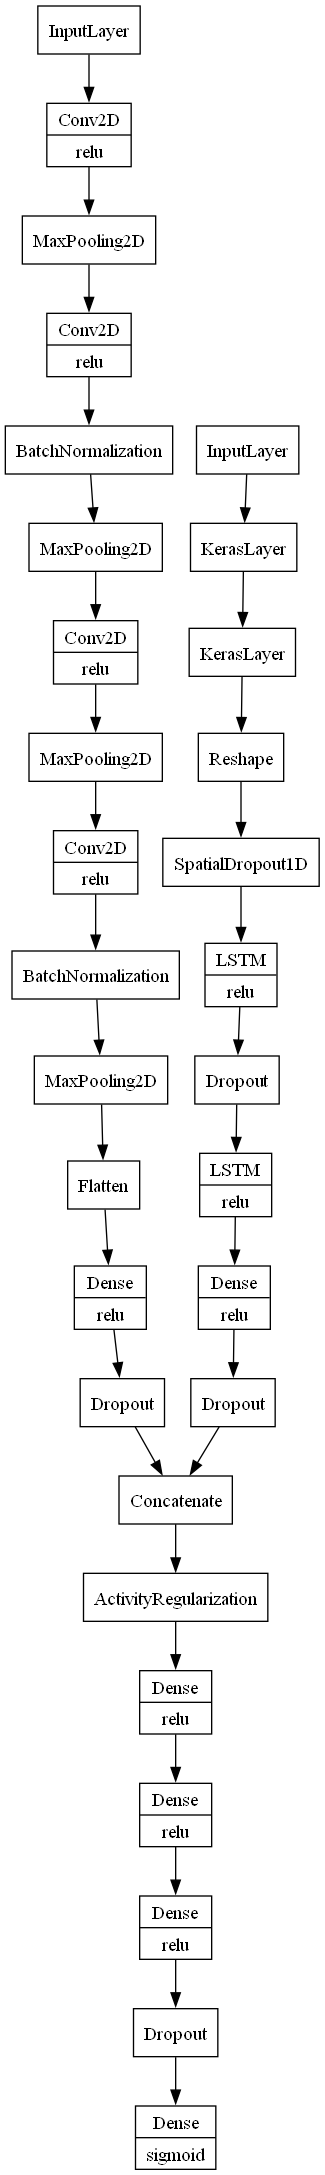 InputLayer
Conv2D
relu
MaxPooling2D
Conv2D
relu
BatchNormalization
InputLayer
MaxPooling2D
KerasLayer
Conv2D
relu
KerasLayer
MaxPooling2D
Reshape
Conv2D
relu
SpatialDropout1D
BatchNormalization
LSTM
relu
MaxPooling2D
Dropout
Flatten
LSTM
relu
Dense
relu
Dense
relu
Dropout
Dropout
Concatenate
ActivityRegularization
Dense
relu
Dense
relu
Dense
relu
Dropout
Dense
sigmoid